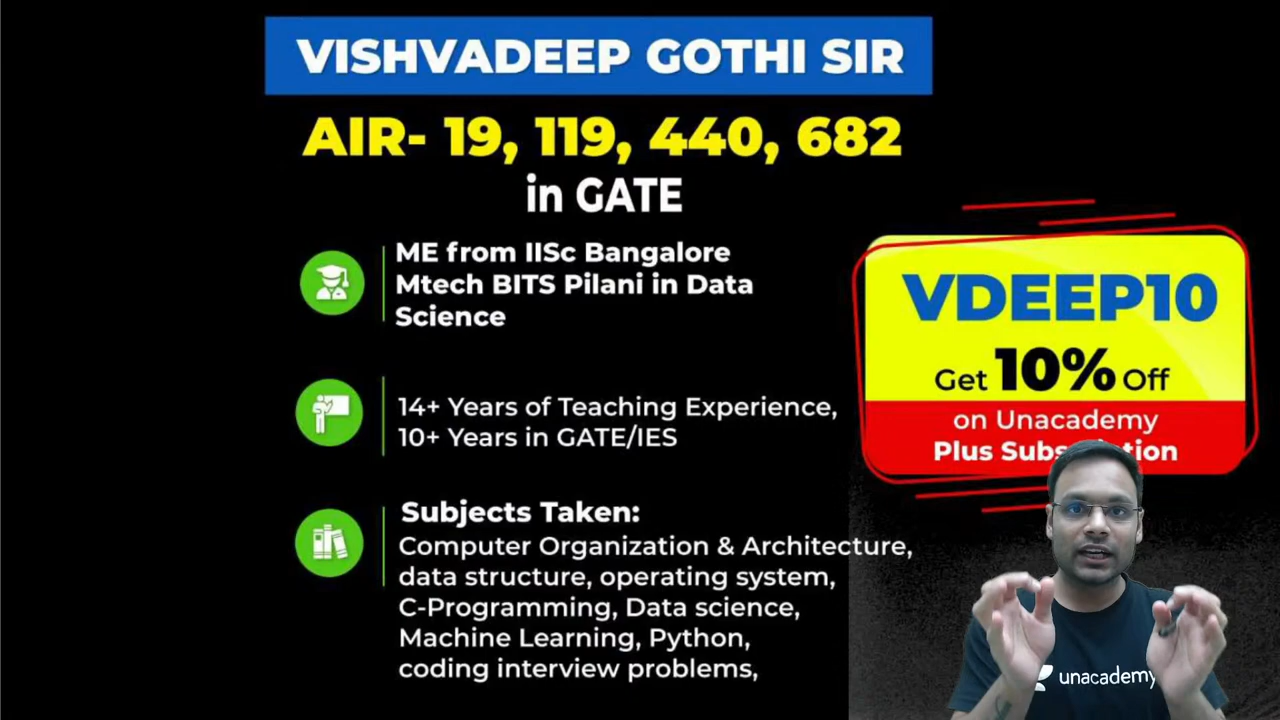 VISHVADEEP GOTHI SIR
AIR- 19, 119, 440, 682
in GATE
ME from IISc Bangalore
Mtech BITS Pilani in Data
Science
14+ Years of Teaching Experience,
10+ Years in GATE/IES
Subjects Taken:
Computer Organization & Architecture,
data structure, operating system,
C-Programming, Data science,
Machine Learning, Python,
coding interview problems,
VDEEP10
Get 10% Off
on Unacademy
Plus Subscription
unacademy